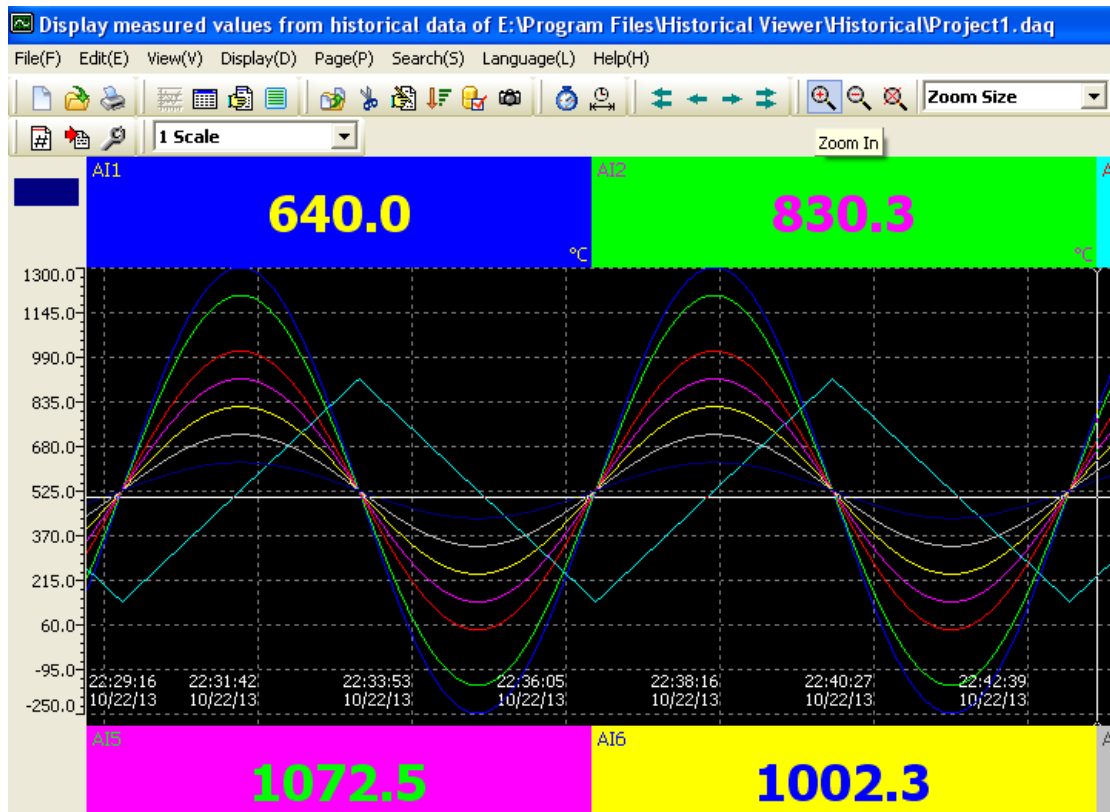 Display measured values from historical data of E:\Program Files\Historical Viewer\Historical\Project1.daq
File(F) Edit(E) View(V) Display(D) Page(P) Search(S) Language(L) Help(H)
Zoom Size
1 Scale
Zoom In
AI1 AI2
640.0 830.3
°C °C
1300.0
1145.0
990.0
835.0
680.0
525.0
370.0
215.0
60.0
-95.0
-250.0
22:29:16 22:31:42 22:33:53 22:36:05 22:38:16 22:40:27 22:42:39
10/22/13 10/22/13 10/22/13 10/22/13 10/22/13 10/22/13 10/22/13
AI5 AI6
1072.5 1002.3